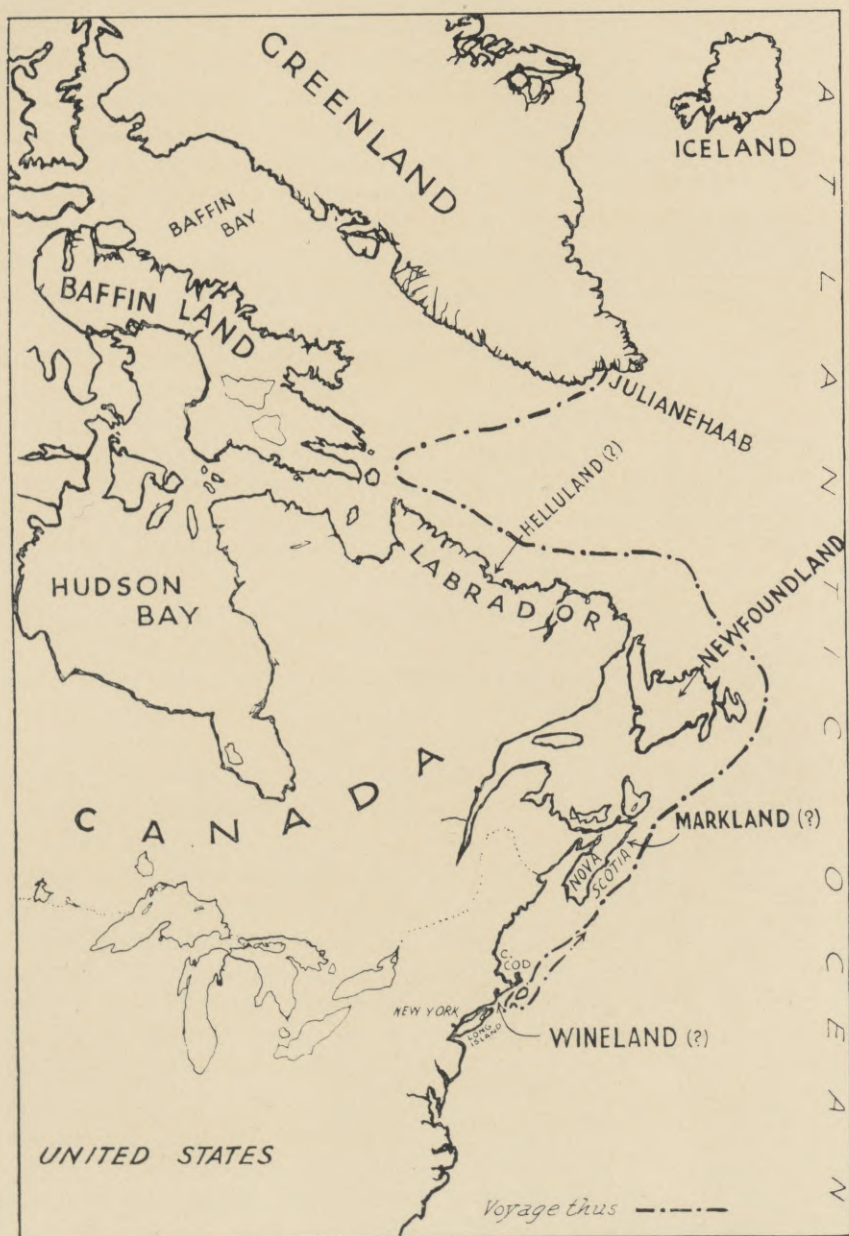 GREENLAND
ICELAND
ATLANTIC OCEAN
BAFFIN
BAY
BAFFIN LAND
JULIANEHAAB
HELLULAND (?)
LABRADOR
HUDSON
BAY
NEWFOUNDLAND
CANADA
MARKLAND (?)
NOVA
SCOTIA
C.
COD
NEW YORK
LONG
ISLAND
WINELAND (?)
UNITED STATES
Voyage thus